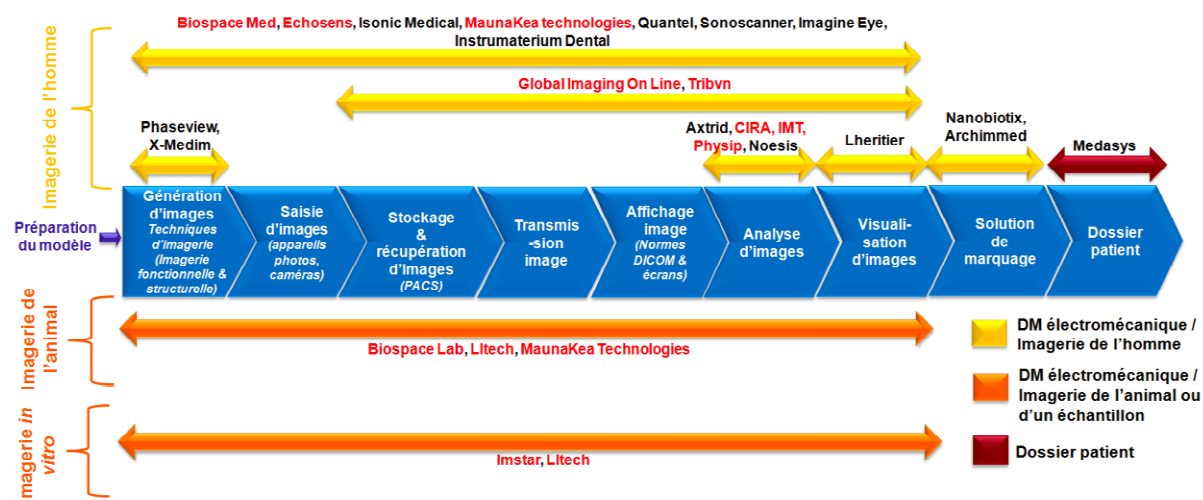 Biospace Med, Echosens, Isonic Medical, MaunaKea technologies, Quantel, Sonoscanner, Imagine Eye,
Instrumaterium Dental
Global Imaging On Line, Tribvn
Imagerie de l'homme
Phaseview,
X-Medim
Axtrid, CIRA, IMT,
Physip, Noesis
Lheritier
Nanobiotix,
Archimmed
Medasys
Préparation
du modèle
Génération
d'images
Techniques
d'imagerie
(Imagerie
fonctionnelle &
structurelle)
Saisie
d'images
(appareils
photos,
caméras)
Stockage
&
récupération
d'Images
(PACS)
Transmis
-sion
image
Affichage
image
(Normes
DICOM &
écrans)
Analyse
d'images
Visuali-
sation
d'images
Solution
de
marquage
Dossier
patient
Imagerie de
l'animal
Biospace Lab, LItech, MaunaKea Technologies
magerie in
vitro
Imstar, LItech
DM électromécanique /
Imagerie de l'homme
DM électromécanique /
Imagerie de l'animal ou
d'un échantillon
Dossier patient